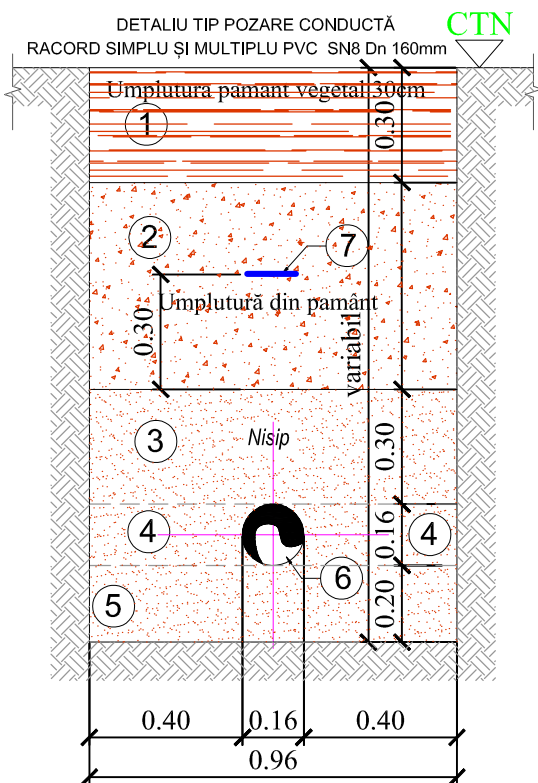 DETALIU TIP POZARE CONDUCTĂ
RACORD SIMPLU ȘI MULTIPLU PVC SN8 Dn 160mm
CTN
Umplutura pamant vegetal 30cm
1
0.30
2
7
Umplutură din pamânt
0.30
variabil
3
Nisip
0.30
4
0.16
4
6
5
0.20
0.40
0.16
0.40
0.96